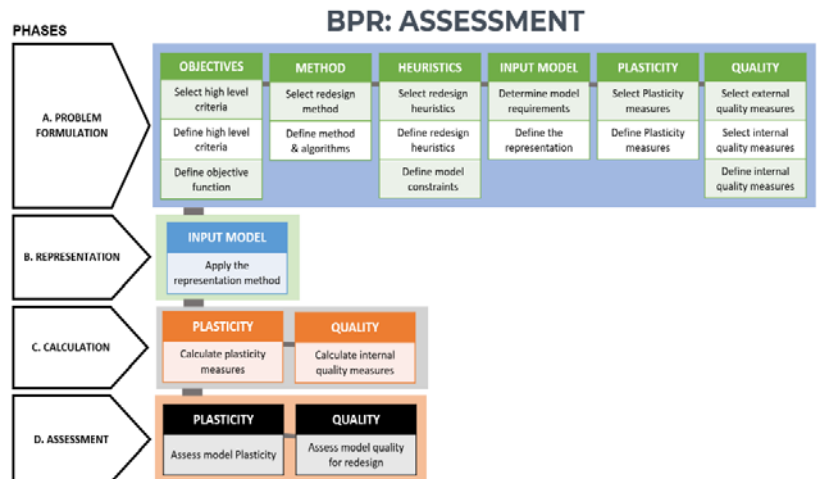 BPR: ASSESSMENT
PHASES
A. PROBLEM
FORMULATION
OBJECTIVES
Select high level
criteria
Define high level
criteria
Define objective
function
METHOD
Select redesign
method
Define method
& algorithms
HEURISTICS
Select redesign
heuristics
Define redesign
heuristics
Define model
constraints
INPUT MODEL
Determine model
requirements
Define the
representation
PLASTICITY
Select Plasticity
measures
Define Plasticity
measures
QUALITY
Select external
quality measures
Select internal
quality measures
Define internal
quality measures
B. REPRESENTATION
INPUT MODEL
Apply the
representation method
C. CALCULATION
PLASTICITY
Calculate plasticity
measures
QUALITY
Calculate internal
quality measures
D. ASSESSMENT
PLASTICITY
Assess model Plasticity
QUALITY
Assess model quality
for redesign